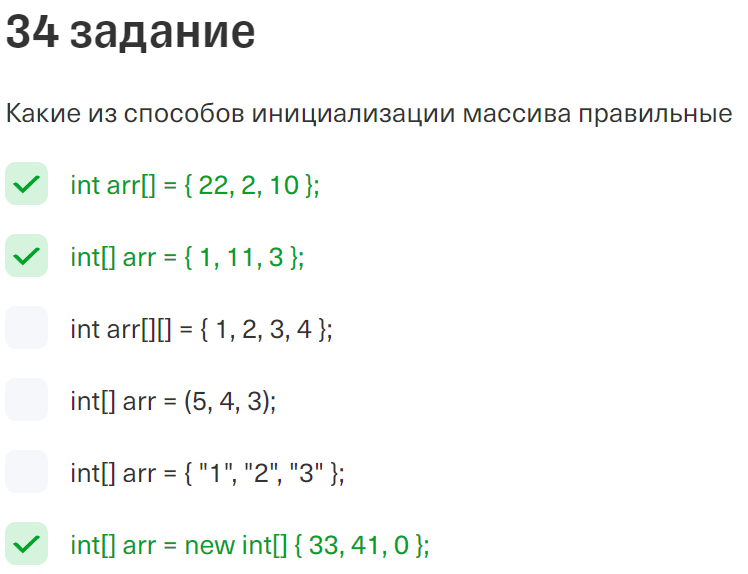 34 задание
Какие из способов инициализации массива правильные
int arr[] = { 22, 2, 10 };
int[] arr = { 1, 11, 3 };
int arr[][] = { 1, 2, 3, 4 };
int[] arr = (5, 4, 3);
int[] arr = { "1", "2", "3" };
int[] arr = new int[] { 33, 41, 0 };